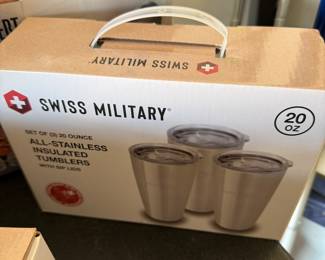 SWISS MILITARY
SWISS MILITARY®
SET OF (3) 20 OUNCE
ALL-STAINLESS
INSULATED
TUMBLERS
WITH SIP LIDS
20
OZ